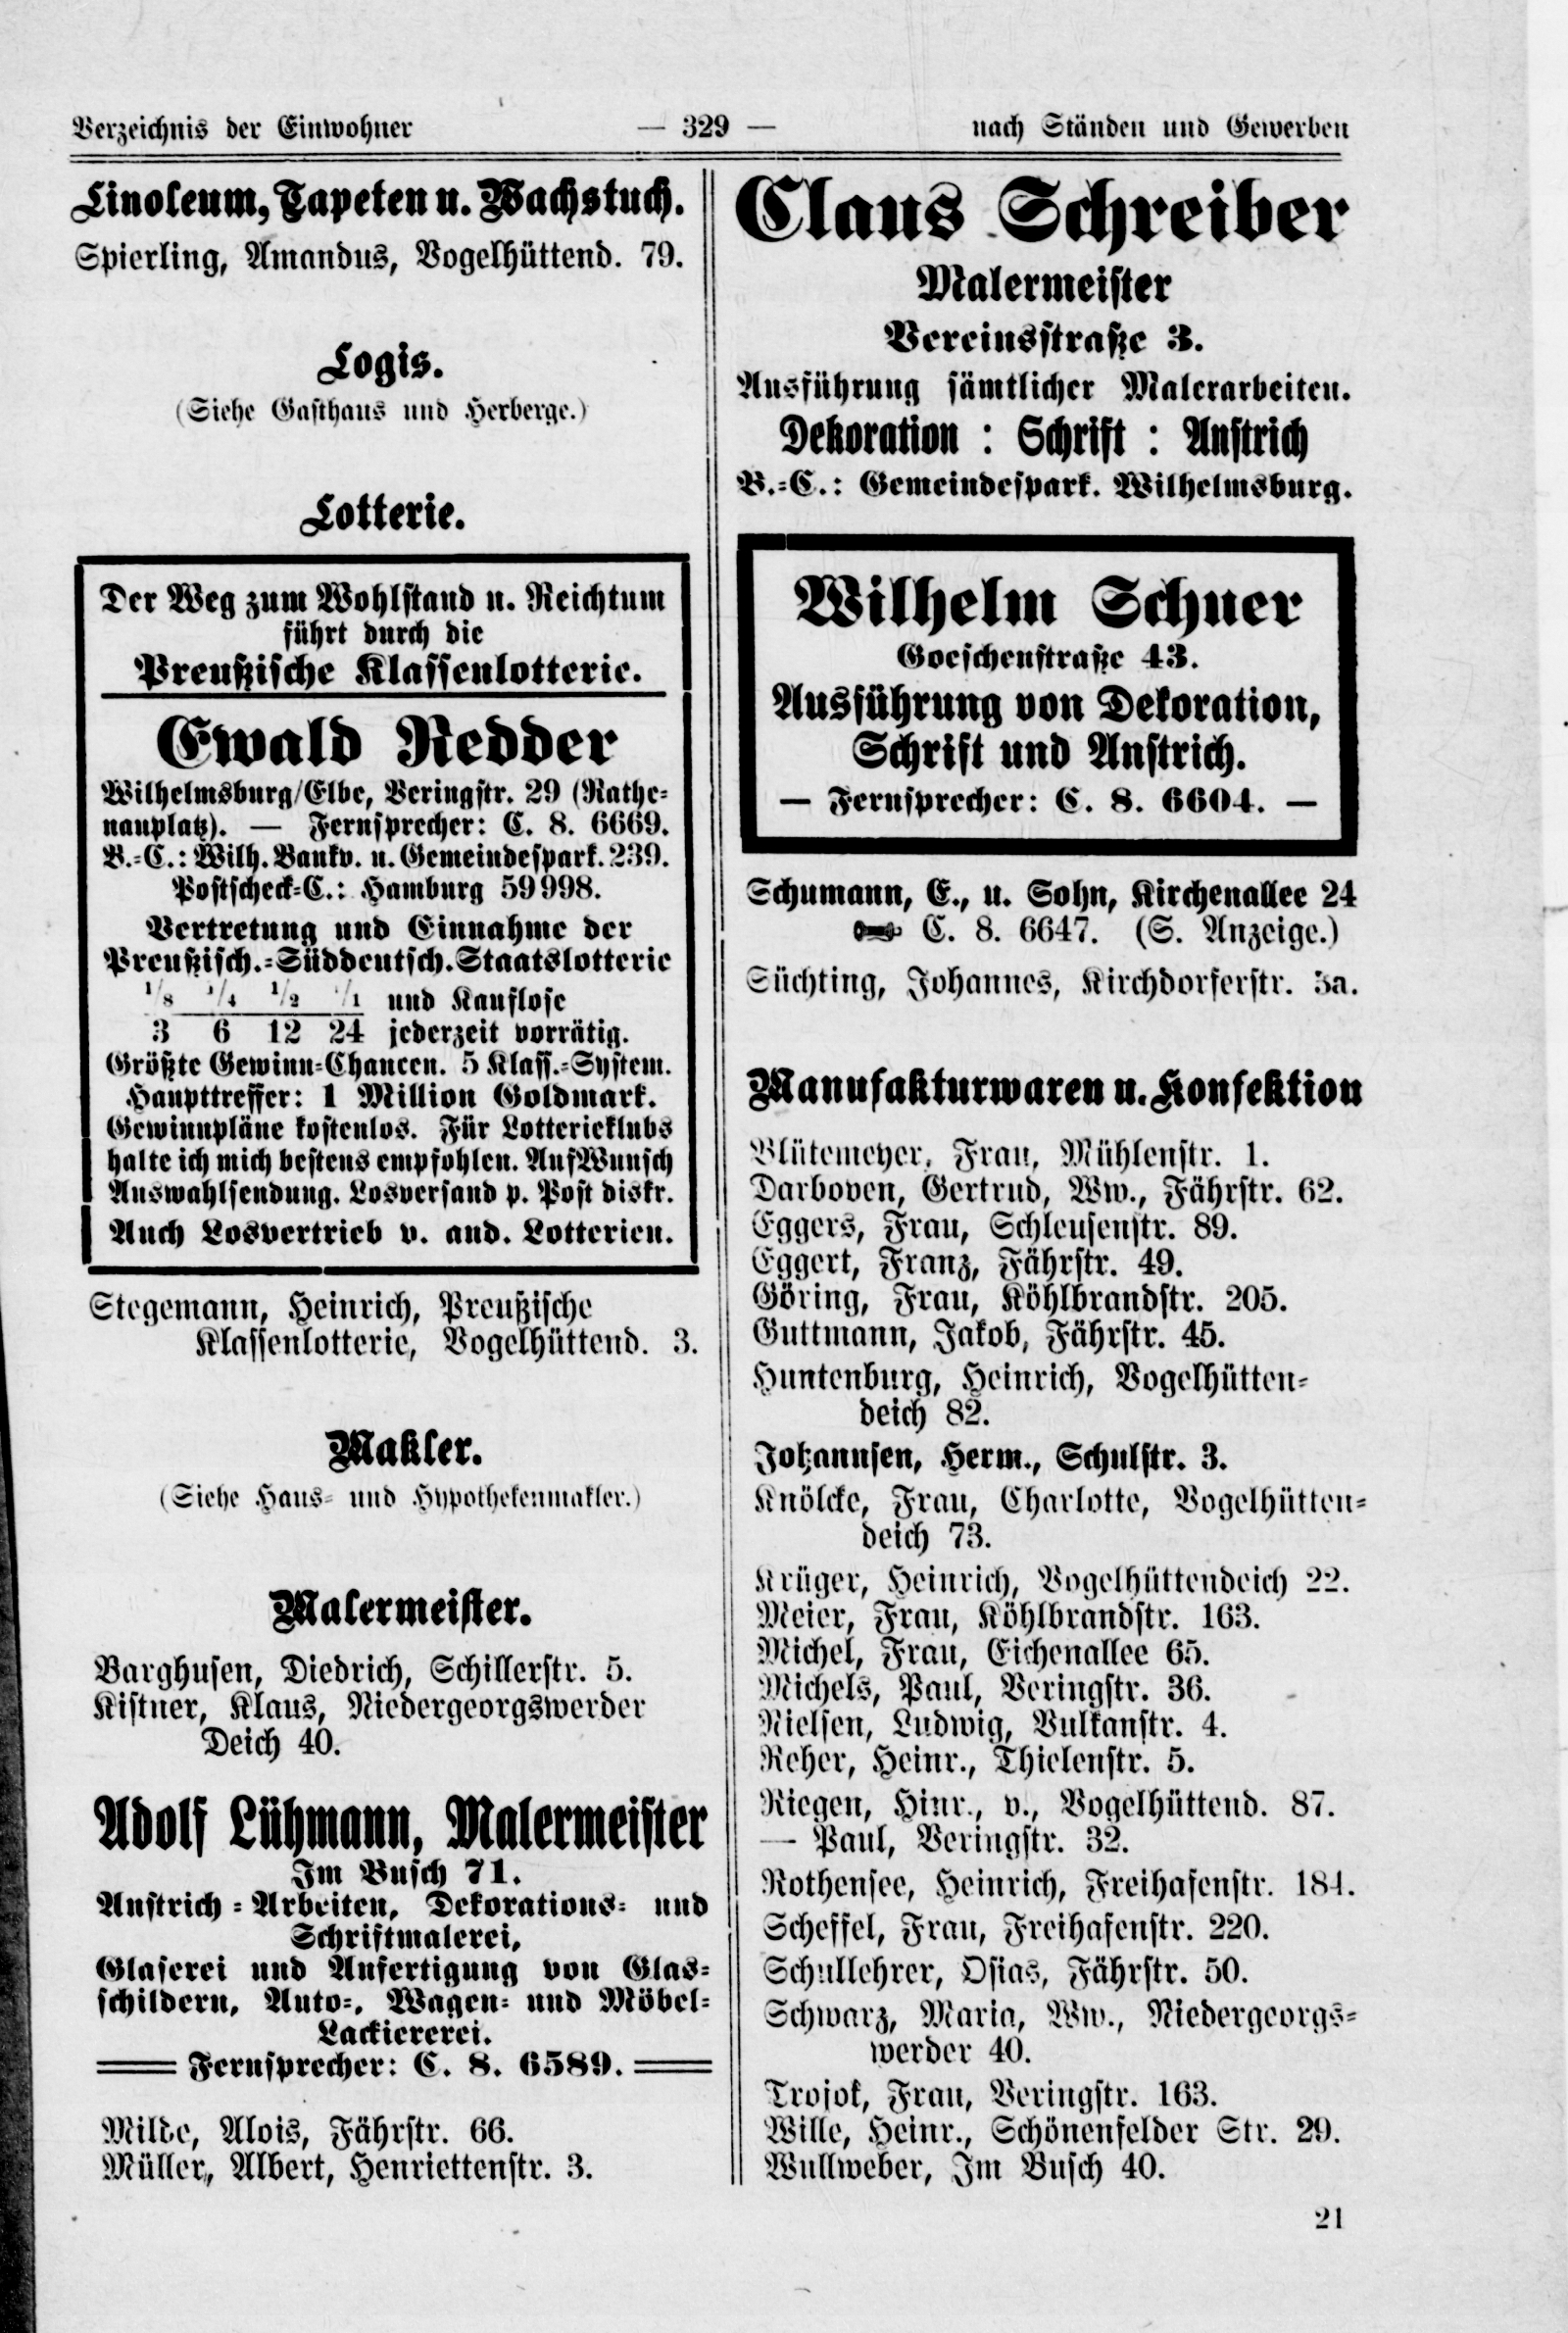 Verzeichnis der Einwohner — 329 — nach Ständen und Gewerben
Linoleum, Tapeten u. Wachstuch.
Spierling, Amandus, Vogelhüttend. 79.
Logis.
(Siehe Gasthaus und Herberge.)
Lotterie.
Der Weg zum Wohlstand u. Reichtum
führt durch die
Preußische Klassenlotterie.
Ewald Redder
Wilhelmsburg/Elbe, Veringstr. 29 (Rathe-
nauplatz). — Fernsprecher: C. 8. 6669.
B.-C.: Wilh. Bankv. u. Gemeindespark. 239.
Postscheck-C.: Hamburg 59998.
Vertretung und Einnahme der
Preußisch.-Süddeutsch. Staatslotterie
1/8 1/4 1/2 1/1 und Kauflose
3 6 12 24 jederzeit vorrätig.
Größte Gewinn-Chancen. 5 Klass.-System.
Haupttreffer: 1 Million Goldmark.
Gewinnpläne kostenlos. Für Lotterieklubs
halte ich mich bestens empfohlen. Auf Wunsch
Auswahlsendung. Losversand p. Post diskr.
Auch Losvertrieb v. and. Lotterien.
Stegemann, Heinrich, Preußische
Klassenlotterie, Vogelhüttend. 3.
Makler.
(Siehe Haus- und Hypothekenmakler.)
Malermeister.
Barghusen, Diedrich, Schillerstr. 5.
Kistner, Klaus, Niedergeorgswerder
Deich 40.
Adolf Lühmann, Malermeister
Im Busch 71.
Anstrich-Arbeiten, Dekorations- und
Schriftmalerei,
Glaserei und Anfertigung von Glas-
schildern, Auto-, Wagen- und Möbel-
Lackiererei.
Fernsprecher: C. 8. 6589.
Milde, Alois, Fährstr. 66.
Müller, Albert, Henriettenstr. 3.
Claus Schreiber
Malermeister
Vereinsstraße 3.
Ausführung sämtlicher Malerarbeiten.
Dekoration : Schrift : Anstrich
B.-C.: Gemeindespark. Wilhelmsburg.
Wilhelm Schuer
Goeschenstraße 43.
Ausführung von Dekoration,
Schrift und Anstrich.
— Fernsprecher: C. 8. 6604. —
Schumann, E., u. Sohn, Kirchenallee 24
C. 8. 6647. (S. Anzeige.)
Süchting, Johannes, Kirchdorferstr. 3a.
Manufakturwaren u. Konfektion
Blütemeyer, Frau, Mühlenstr. 1.
Darboven, Gertrud, Ww., Fährstr. 62.
Eggers, Frau, Schleusenstr. 89.
Eggert, Franz, Fährstr. 49.
Göring, Frau, Köhlbrandstr. 205.
Guttmann, Jakob, Fährstr. 45.
Huntenburg, Heinrich, Vogelhütten-
deich 82.
Johannsen, Herm., Schulstr. 3.
Knölcke, Frau, Charlotte, Vogelhütten-
deich 73.
Krüger, Heinrich, Vogelhüttendeich 22.
Meier, Frau, Köhlbrandstr. 163.
Michel, Frau, Eichenallee 65.
Michels, Paul, Veringstr. 36.
Nielsen, Ludwig, Vulkanstr. 4.
Reher, Heinr., Thielenstr. 5.
Riegen, Hinr., v., Vogelhüttend. 87.
— Paul, Veringstr. 32.
Rothensee, Heinrich, Freihafenstr. 184.
Scheffel, Frau, Freihafenstr. 220.
Schullehrer, Osias, Fährstr. 50.
Schwarz, Maria, Ww., Niedergeorgs-
werder 40.
Trojok, Frau, Veringstr. 163.
Wille, Heinr., Schönenfelder Str. 29.
Wullweber, Im Busch 40.
21